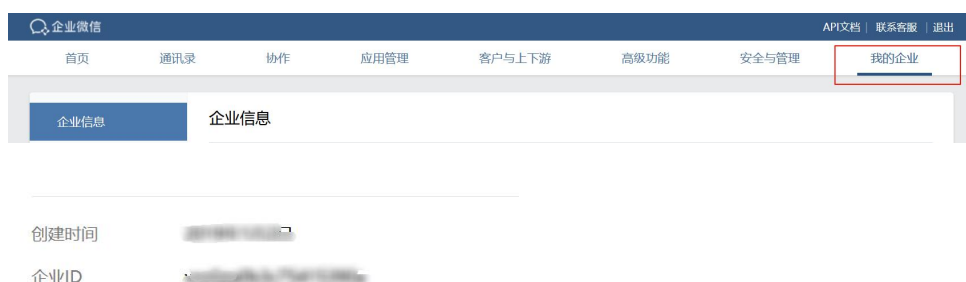 企业微信
API文档 | 联系客服 | 退出
首页 通讯录 协作 应用管理 客户与上下游 高级功能 安全与管理 我的企业
企业信息 企业信息
创建时间
企业ID